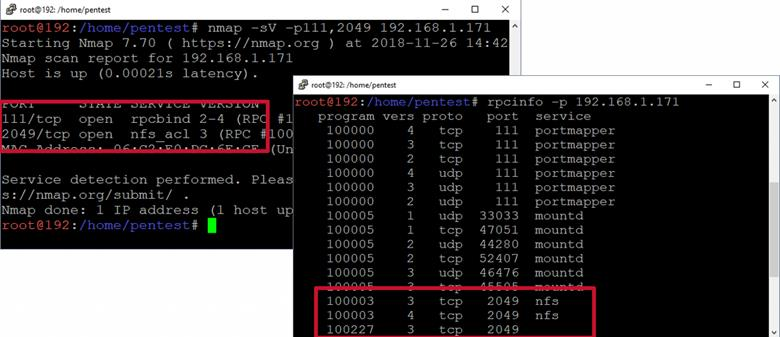 root@192: /home/pentest
root@192:/home/pentest# nmap -sV -p111,2049 192.168.1.171
Starting Nmap 7.70 ( https://nmap.org ) at 2018-11-26 14:42
Nmap scan report for 192.168.1.171
Host is up (0.00021s latency).
PORT STATE SERVICE VERSION
111/tcp open rpcbind 2-4 (RPC #1
2049/tcp open nfs_acl 3 (RPC #100
MAC Address: 06:C2:E0:DC:6E:CE (Un
Service detection performed. Pleas
s://nmap.org/submit/ .
Nmap done: 1 IP address (1 host up
root@192:/home/pentest#
root@192: /home/pentest
root@192:/home/pentest# rpcinfo -p 192.168.1.171
program vers proto port service
100000 4 tcp 111 portmapper
100000 3 tcp 111 portmapper
100000 2 tcp 111 portmapper
100000 4 udp 111 portmapper
100000 3 udp 111 portmapper
100000 2 udp 111 portmapper
100005 1 udp 33033 mountd
100005 1 tcp 47051 mountd
100005 2 udp 44280 mountd
100005 2 tcp 52407 mountd
100005 3 udp 46476 mountd
100005 3 tcp 45505 mountd
100003 3 tcp 2049 nfs
100003 4 tcp 2049 nfs
100227 3 tcp 2049